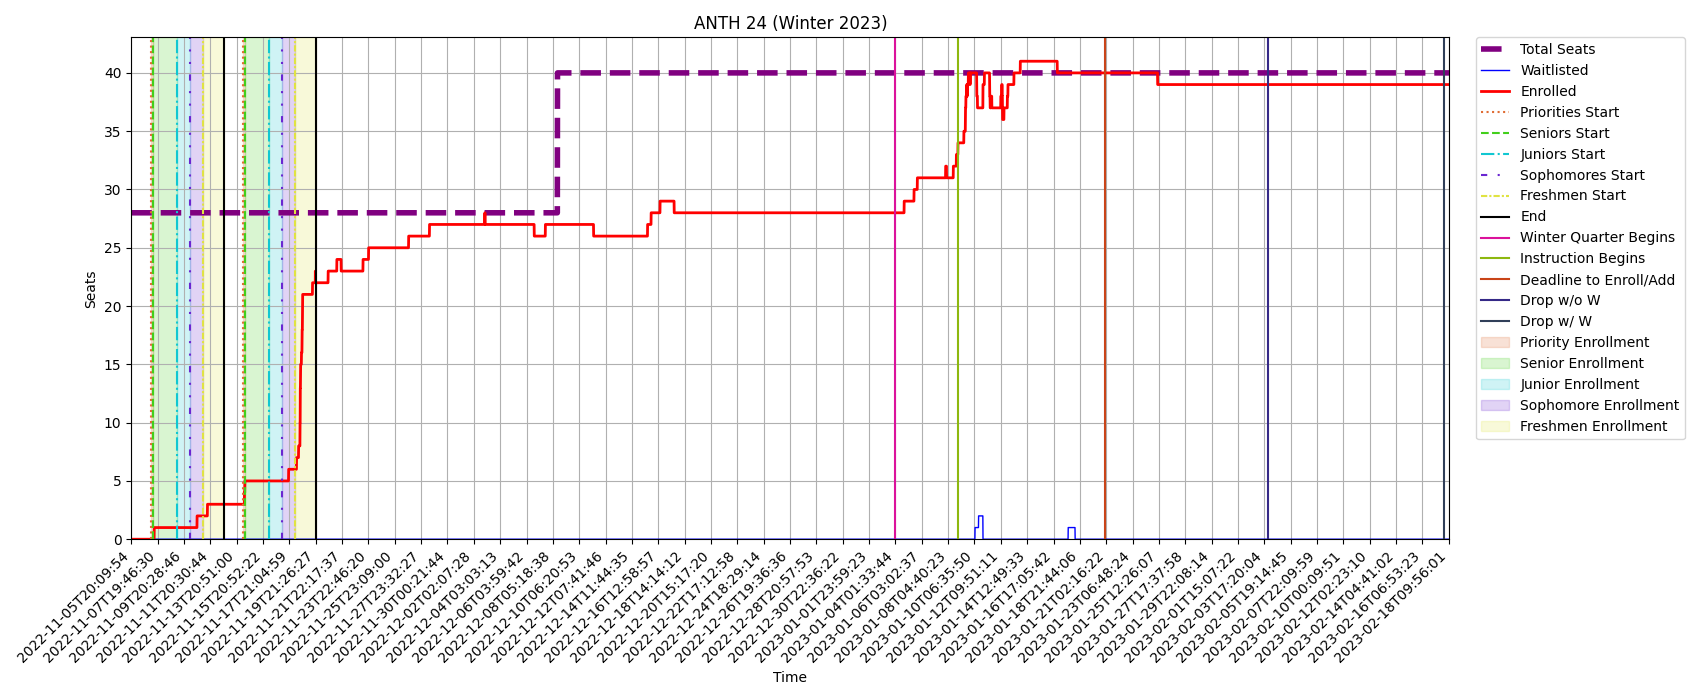 ANTH 24 (Winter 2023)
Total Seats
Waitlisted
Enrolled
Priorities Start
Seniors Start
Juniors Start
Sophomores Start
Freshmen Start
End
Winter Quarter Begins
Instruction Begins
Deadline to Enroll/Add
Drop w/o W
Drop w/ W
Priority Enrollment
Senior Enrollment
Junior Enrollment
Sophomore Enrollment
Freshmen Enrollment
Seats
40
35
30
25
20
15
10
5
0
2022-11-05T20:09:54
2022-11-07T19:46:30
2022-11-09T20:28:46
2022-11-11T20:30:44
2022-11-13T20:51:00
2022-11-15T20:52:22
2022-11-17T21:04:59
2022-11-19T21:26:27
2022-11-21T22:17:37
2022-11-23T22:46:20
2022-11-25T23:09:00
2022-11-27T23:32:27
2022-11-30T00:21:44
2022-12-02T02:07:28
2022-12-04T03:03:13
2022-12-06T03:59:42
2022-12-08T05:18:38
2022-12-10T06:20:53
2022-12-12T07:41:46
2022-12-14T11:44:35
2022-12-16T12:58:57
2022-12-18T14:14:12
2022-12-20T15:17:20
2022-12-22T17:12:58
2022-12-24T18:29:14
2022-12-26T19:36:36
2022-12-28T20:57:53
2022-12-30T22:36:22
2023-01-01T23:59:23
2023-01-04T01:33:44
2023-01-06T03:02:37
2023-01-08T04:40:23
2023-01-10T06:35:50
2023-01-12T09:51:11
2023-01-14T12:49:33
2023-01-16T17:05:42
2023-01-18T21:44:06
2023-01-21T02:16:22
2023-01-23T06:48:24
2023-01-25T12:26:07
2023-01-27T17:37:58
2023-01-29T22:08:14
2023-02-01T15:07:22
2023-02-03T17:20:04
2023-02-05T19:14:45
2023-02-07T22:09:59
2023-02-10T00:09:51
2023-02-12T02:23:10
2023-02-14T04:41:02
2023-02-16T06:53:23
2023-02-18T09:56:01
Time